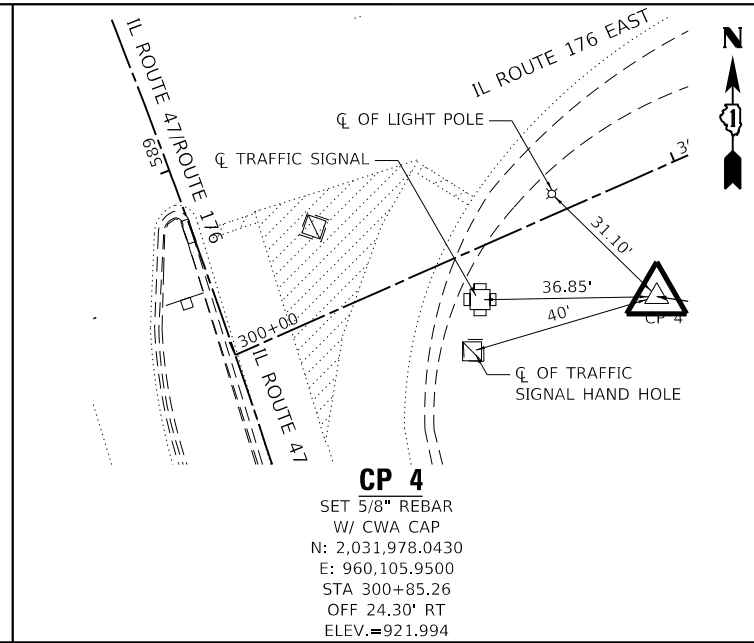 IL ROUTE 47/ROUTE 176
IL ROUTE 176 EAST
N
1
℄ OF LIGHT POLE
℄ TRAFFIC SIGNAL
685
31.10'
36.85'
40'
CP 4
300+00
IL ROUTE 47
℄ OF TRAFFIC
SIGNAL HAND HOLE
CP 4
SET 5/8" REBAR
W/ CWA CAP
N: 2,031,978.0430
E: 960,105.9500
STA 300+85.26
OFF 24.30' RT
ELEV.=921.994